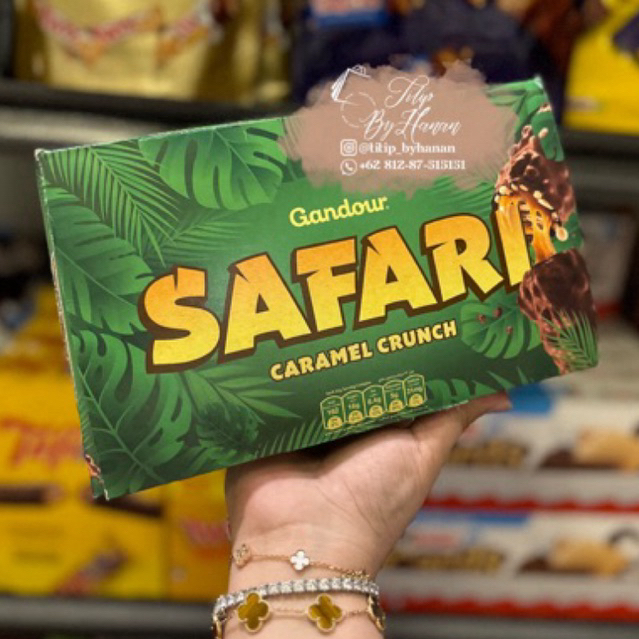 Titip
By Hanan
@titip_byhanan
+62 812-87-515151
Gandour
SAFARI
CARAMEL CRUNCH